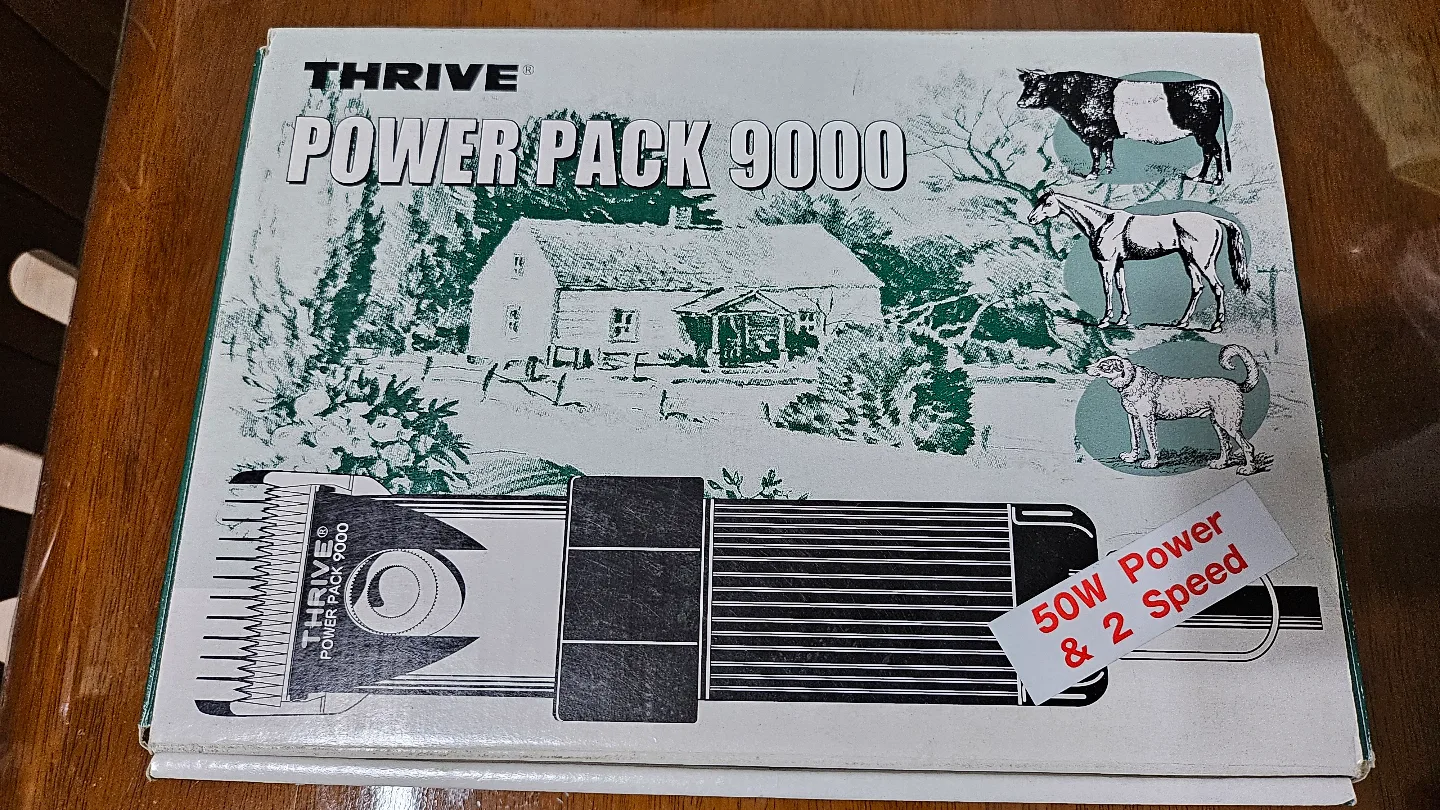 THRIVE®
POWER PACK 9000
THRIVE®
POWER PACK 9000
50W Power
& 2 Speed